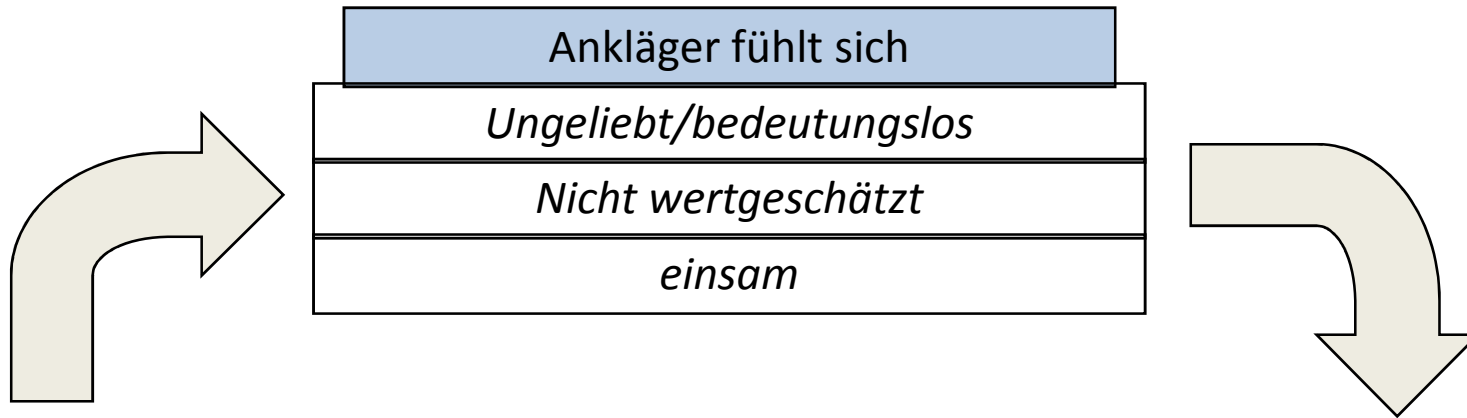 Ankläger fühlt sich
Ungeliebt/bedeutungslos
Nicht wertgeschätzt
einsam